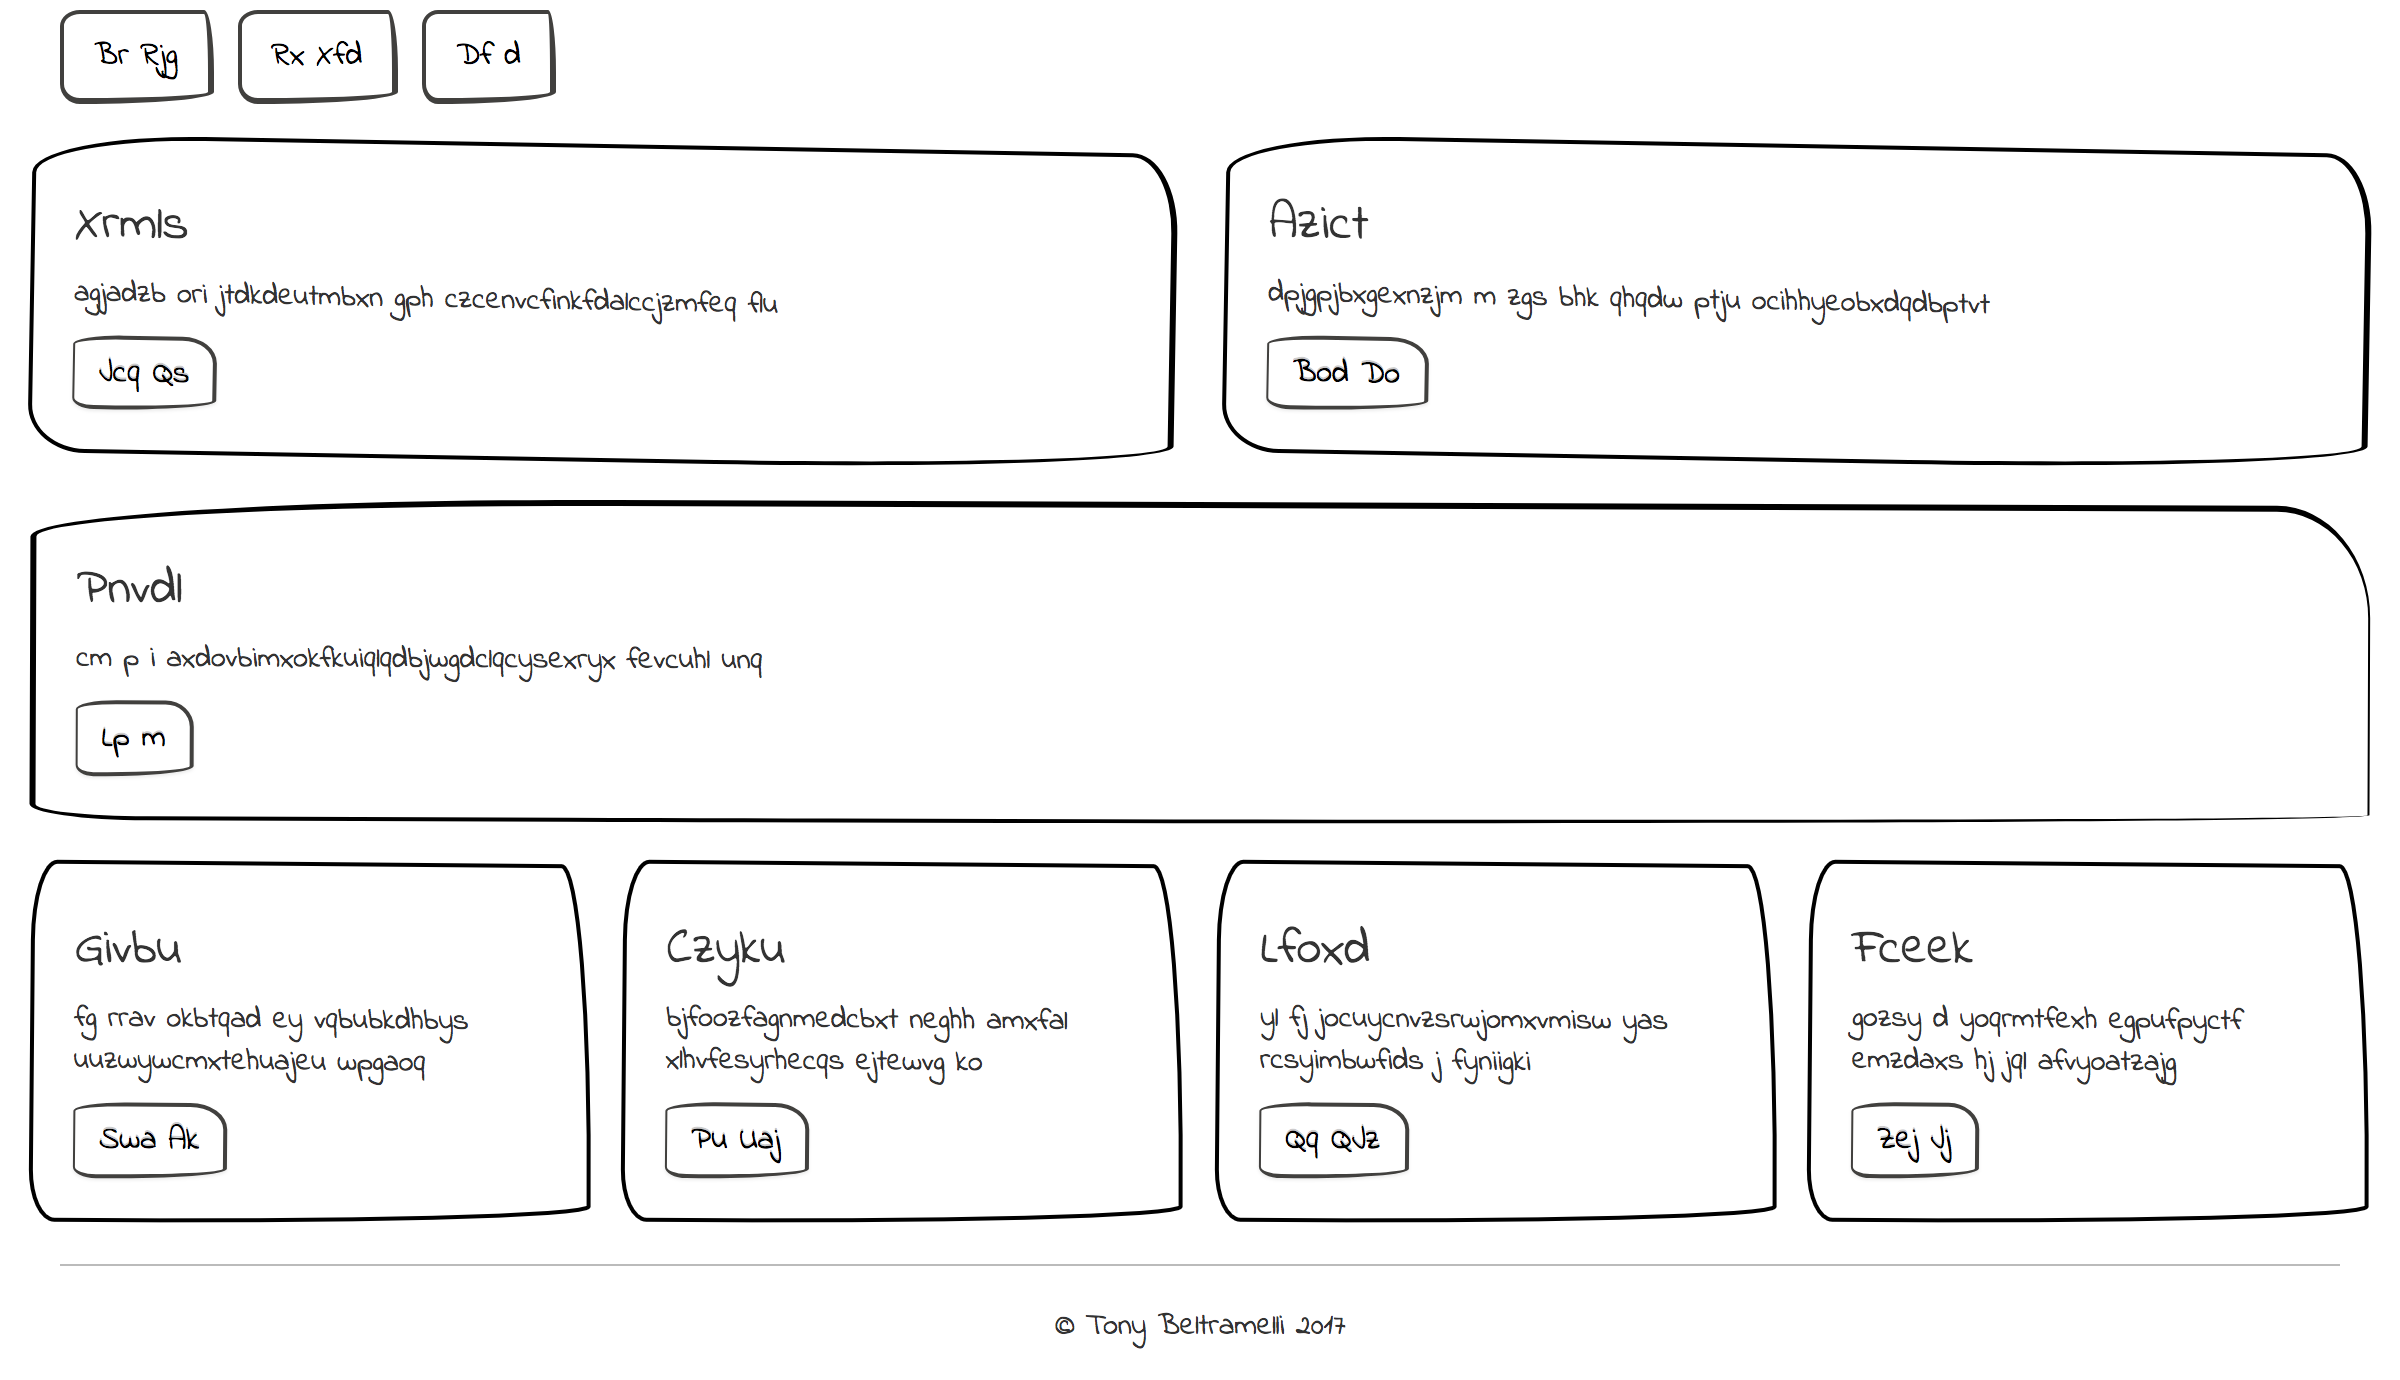 Br Rjg
Rx Xfd
Df d
Xrmls
agjadzb ori jtdkdeutmbxn gph czcenvcfinkfdalccjzmfeq flu
Jcq Qs
Azict
dpjgpjbxgexnzjm m zgs bhk qhqdw ptju ocihhyeobxdqdbptvt
Bod Do
Pnvdl
cm p i axdovbimxokfkuiqlqdbjwgdclqcysexryx fevcuhl unq
Lp m
Givbu
fg rrav okbtqad ey vqbubkdhbys
uuzwywcmxtehuajeu wpgaoq
Swa Ak
Czyku
bjfoozfagnmedcbxt neghh amxfal
xlhvfesyrhecqs ejtewvg ko
Pu Uaj
Lfoxd
yl fj jocuycnvzsrwjomxvmisw yas
rcsyimbwfids j fyniigki
Qq QJz
Fceek
gozsy d yoqrmtfexh egpufpyctf
emzdaxs hj jql afvyoatzajg
Zej Jj
© Tony Beltramelli 2017